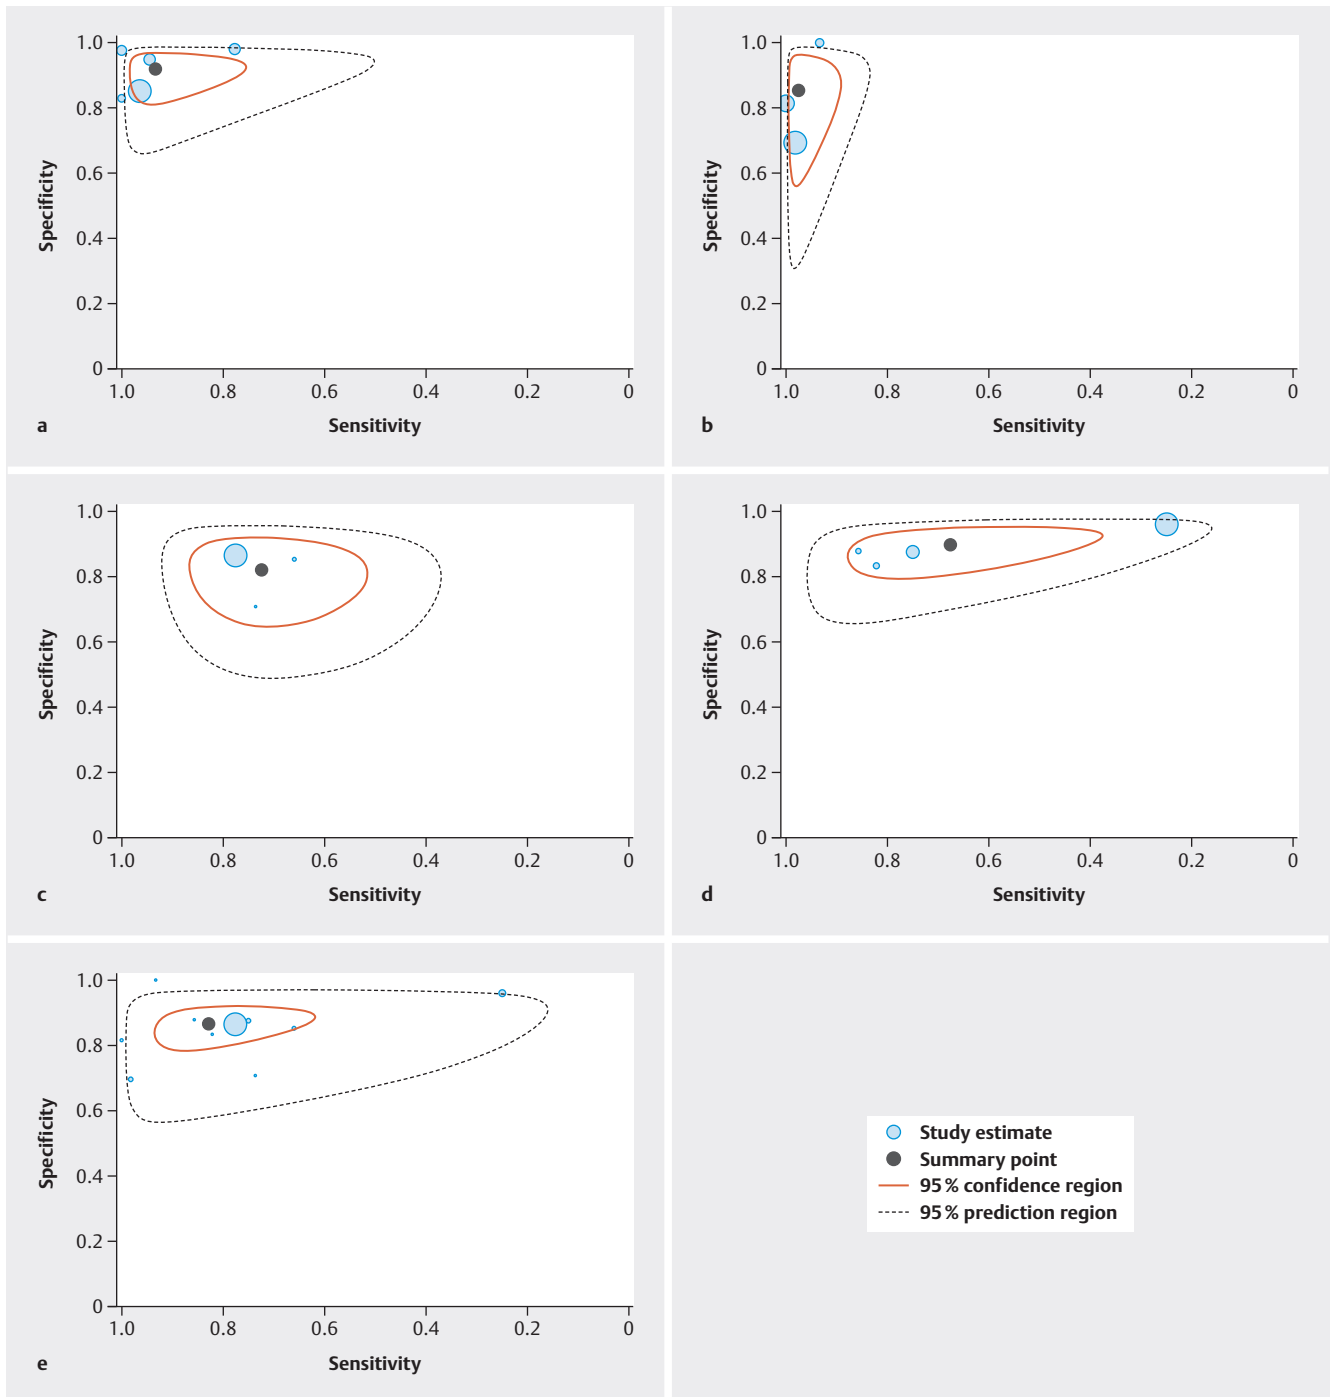 1.0
0.8
0.6
0.4
0.2
0
Specificity
1.0 0.8 0.6 0.4 0.2 0
Sensitivity
a
1.0
0.8
0.6
0.4
0.2
0
Specificity
1.0 0.8 0.6 0.4 0.2 0
Sensitivity
b
1.0
0.8
0.6
0.4
0.2
0
Specificity
1.0 0.8 0.6 0.4 0.2 0
Sensitivity
c
1.0
0.8
0.6
0.4
0.2
0
Specificity
1.0 0.8 0.6 0.4 0.2 0
Sensitivity
d
1.0
0.8
0.6
0.4
0.2
0
Specificity
1.0 0.8 0.6 0.4 0.2 0
Sensitivity
e
Study estimate
Summary point
95 % confidence region
95 % prediction region